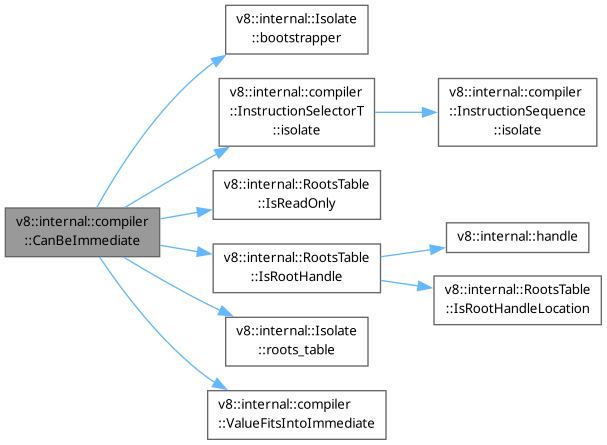 v8::internal::Isolate
::bootstrapper
v8::internal::compiler
::InstructionSelectorT
::isolate
v8::internal::compiler
::InstructionSequence
::isolate
v8::internal::RootsTable
::IsReadOnly
v8::internal::compiler
::CanBeImmediate
v8::internal::RootsTable
::IsRootHandle
v8::internal::handle
v8::internal::RootsTable
::IsRootHandleLocation
v8::internal::Isolate
::roots_table
v8::internal::compiler
::ValueFitsIntoImmediate